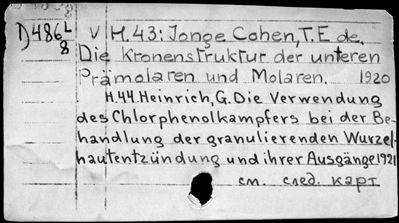 D486 L/8
V H.43: Jonge Cohen, T.E de.
Die Kronenstruktur der unteren
Prämolaren und Molaren. 1920
H.44. Heinrich, G. Die Verwendung
des Chlorphenolkampfers bei der Be-
handlung der granulierenden Wurzel-
hautentzündung und ihrer Ausgänge 1921
см. след. карт